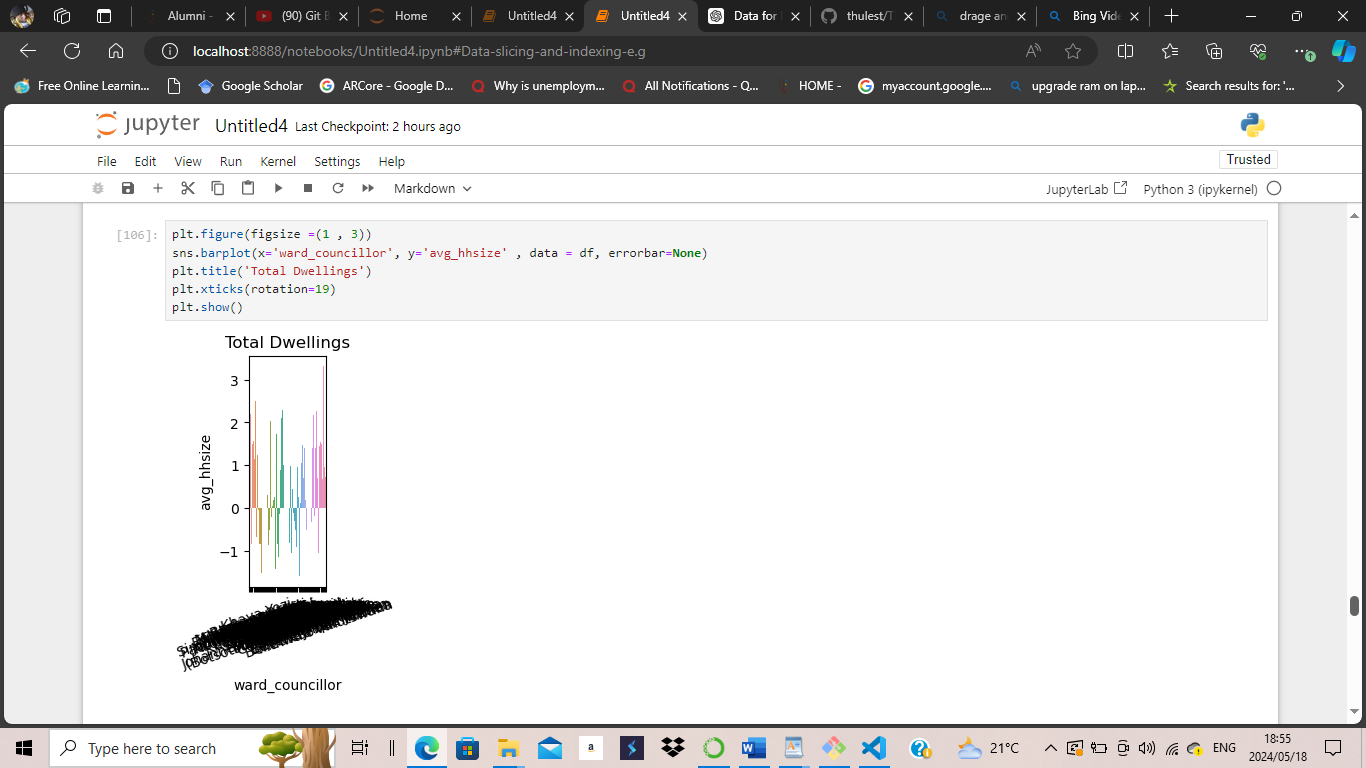 Alumni -
(90) Git B
Home
Untitled4
Untitled4
Data for
thulest/T
drage an
Bing Vide
localhost:8888/notebooks/Untitled4.ipynb#Data-slicing-and-indexing-e.g
Free Online Learnin...
Google Scholar
ARCore - Google D...
Why is unemploym...
All Notifications - Q...
HOME -
myaccount.google....
upgrade ram on lap...
Search results for: '...
jupyter Untitled4 Last Checkpoint: 2 hours ago
File Edit View Run Kernel Settings Help
Trusted
Markdown
JupyterLab
Python 3 (ipykernel)
[106]:
plt.figure(figsize =(1 , 3))
sns.barplot(x='ward_councillor', y='avg_hhsize' , data = df, errorbar=None)
plt.title('Total Dwellings')
plt.xticks(rotation=19)
plt.show()
Total Dwellings
3
2
1
0
−1
avg_hhsize
ward_councillor
Type here to search
a
21°C
ENG
18:55
2024/05/18